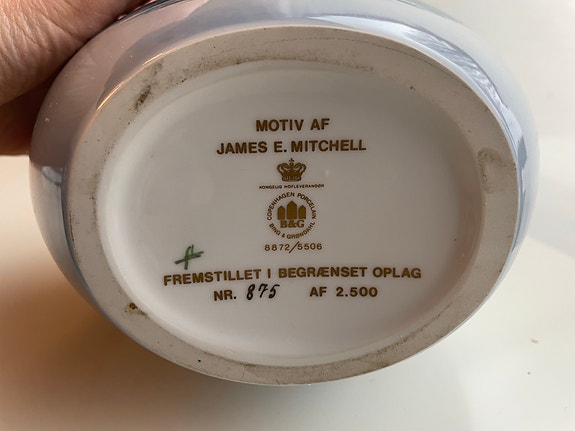 MOTIV AF
JAMES E. MITCHELL
KONGELIG HOFLEVERANDØR
COPENHAGEN PORCELAIN
BING & GRØNDAHL
B&G
8872/5506
FREMSTILLET I BEGRÆNSET OPLAG
NR. 875 AF 2.500